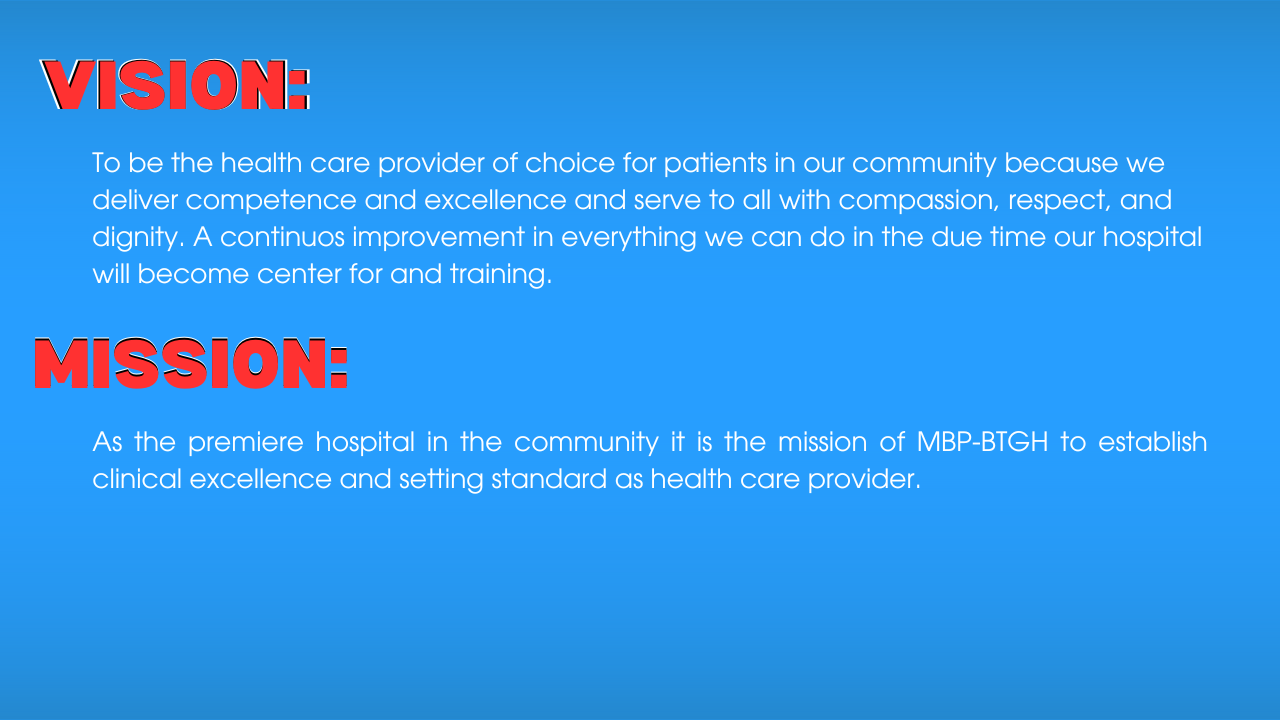 VISION:
To be the health care provider of choice for patients in our community because we
deliver competence and excellence and serve to all with compassion, respect, and
dignity. A continuos improvement in everything we can do in the due time our hospital
will become center for and training.
MISSION:
As the premiere hospital in the community it is the mission of MBP-BTGH to establish
clinical excellence and setting standard as health care provider.